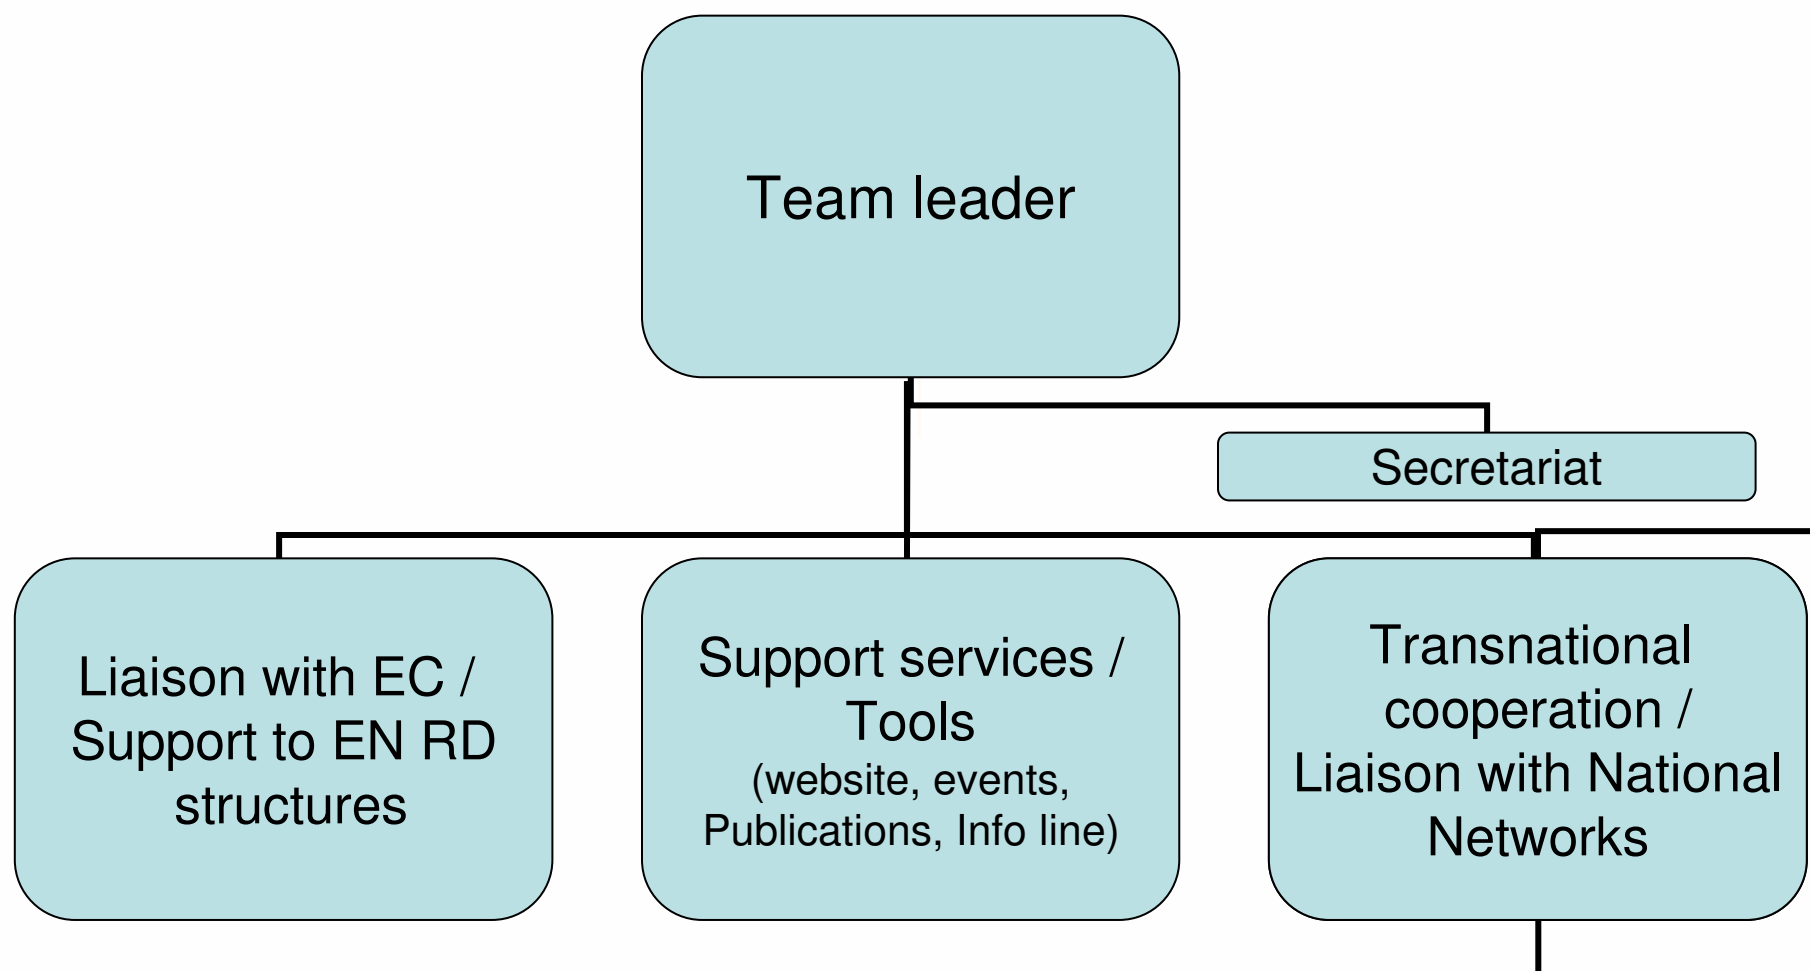 Team leader
Secretariat
Liaison with EC /
Support to EN RD
structures
Support services /
Tools
(website, events,
Publications, Info line)
Transnational
cooperation /
Liaison with National
Networks